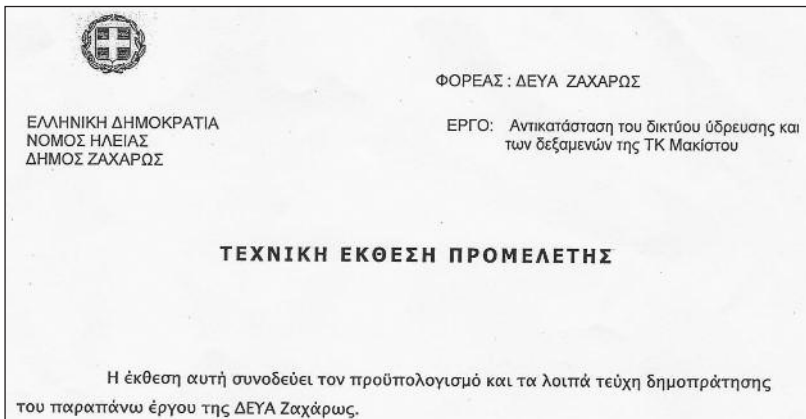 ΕΛΛΗΝΙΚΗ ΔΗΜΟΚΡΑΤΙΑ
ΝΟΜΟΣ ΗΛΕΙΑΣ
ΔΗΜΟΣ ΖΑΧΑΡΩΣ
ΦΟΡΕΑΣ : ΔΕΥΑ ΖΑΧΑΡΩΣ
ΕΡΓΟ: Αντικατάσταση του δικτύου ύδρευσης και
των δεξαμενών της ΤΚ Μακίστου
ΤΕΧΝΙΚΗ ΕΚΘΕΣΗ ΠΡΟΜΕΛΕΤΗΣ
Η έκθεση αυτή συνοδεύει τον προϋπολογισμό και τα λοιπά τεύχη δημοπράτησης
του παραπάνω έργου της ΔΕΥΑ Ζαχάρως.